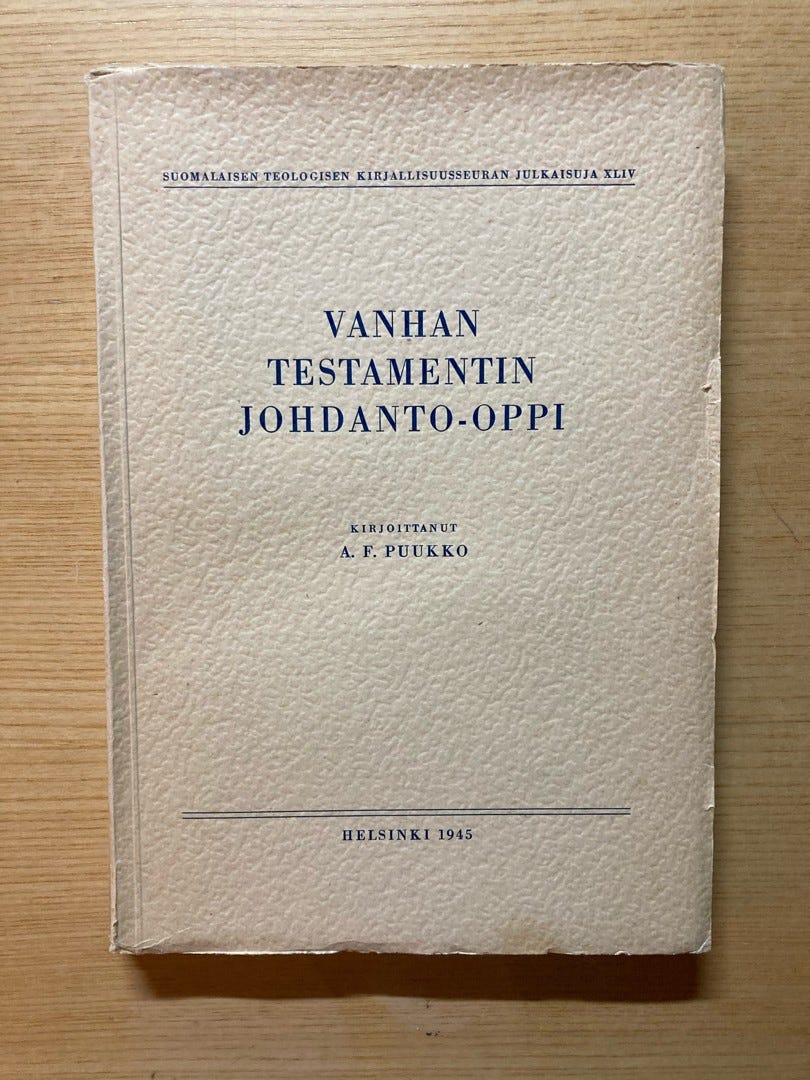 SUOMALAISEN TEOLOGISEN KIRJALLISUUSSEURAN JULKAISUJA XLIV
VANHAN
TESTAMENTIN
JOHDANTO-OPPI
KIRJOITTANUT
A. F. PUUKKO
HELSINKI 1945